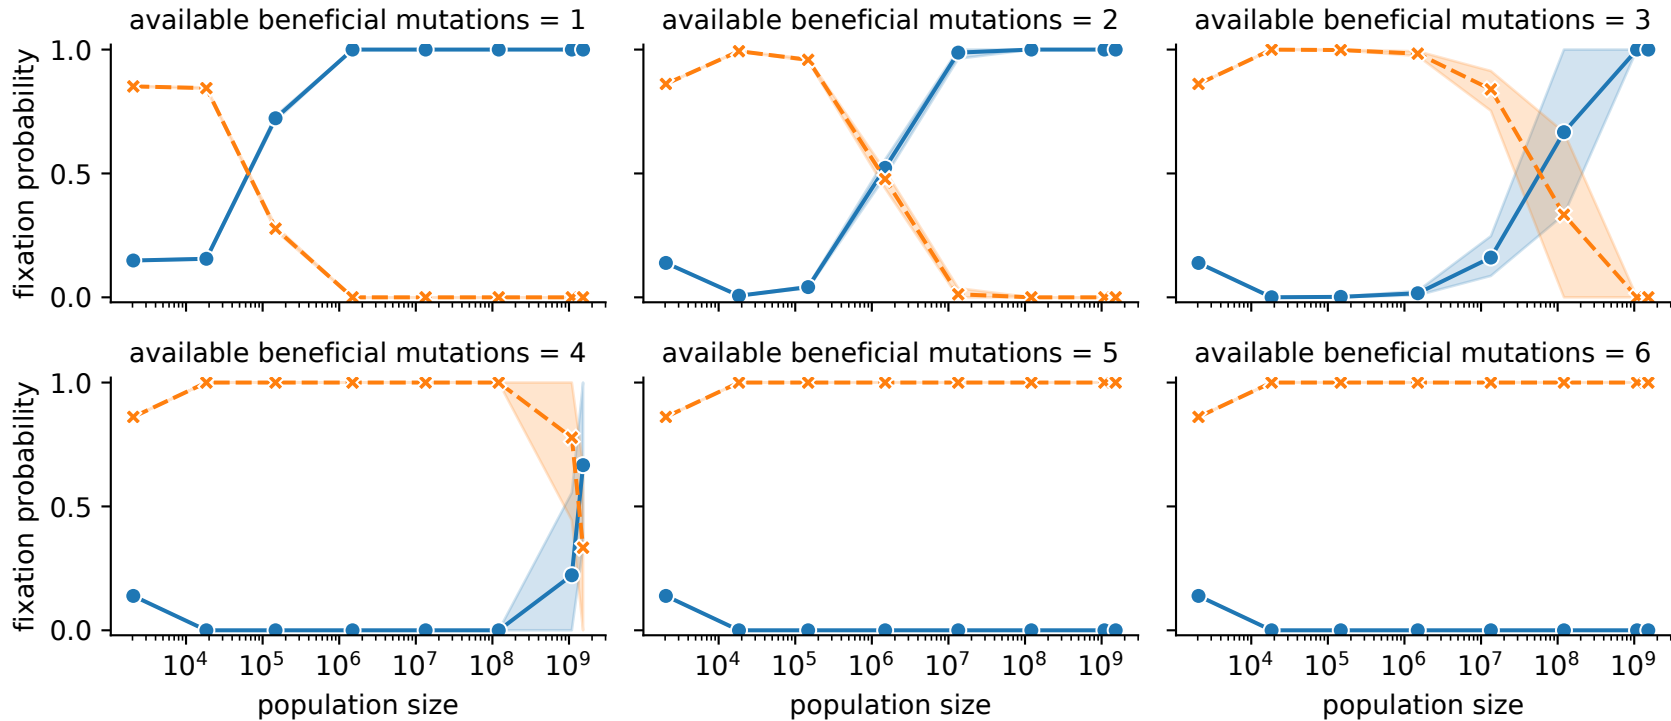 available beneficial mutations = 1
available beneficial mutations = 2
available beneficial mutations = 3
fixation probability
1.0
0.5
0.0
available beneficial mutations = 4
available beneficial mutations = 5
available beneficial mutations = 6
fixation probability
1.0
0.5
0.0
10⁴ 10⁵ 10⁶ 10⁷ 10⁸ 10⁹
10⁴ 10⁵ 10⁶ 10⁷ 10⁸ 10⁹
10⁴ 10⁵ 10⁶ 10⁷ 10⁸ 10⁹
population size
population size
population size